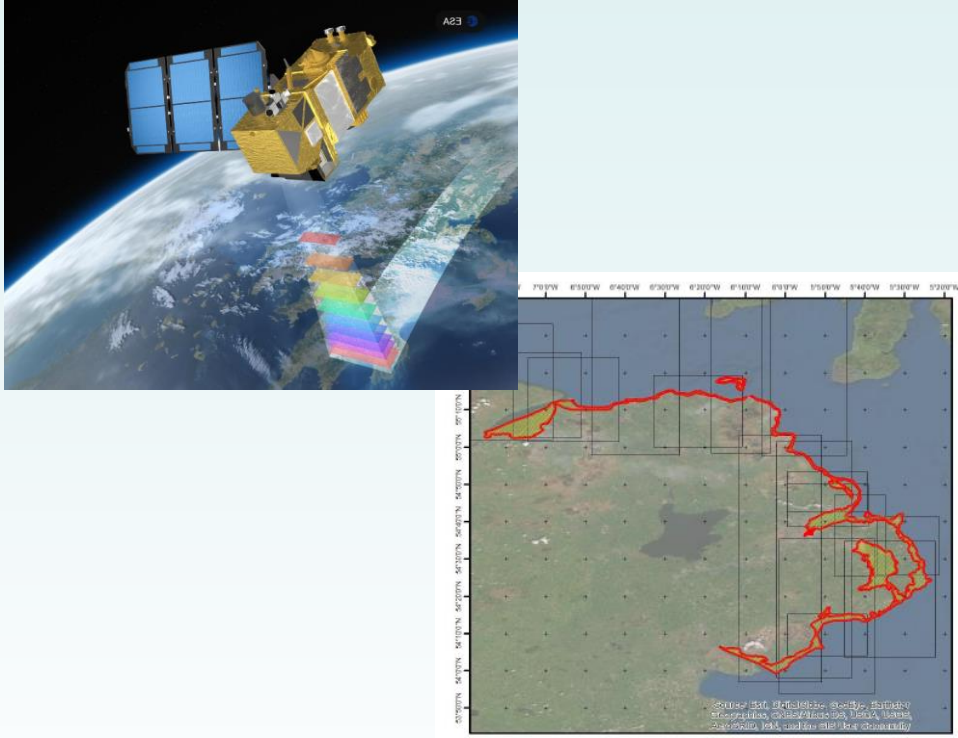 ESA
7°0'0"W 6°50'0"W 6°40'0"W 6°30'0"W 6°20'0"W 6°10'0"W 6°0'0"W 5°50'0"W 5°40'0"W 5°30'0"W 5°20'0"W
55°10'0"N
55°0'0"N
54°50'0"N
54°40'0"N
54°30'0"N
54°20'0"N
54°10'0"N
54°0'0"N
53°50'0"N
Source: Esri, DigitalGlobe, GeoEye, Earthstar
Geographics, CNES/Airbus DS, USDA, USGS,
AeroGRID, IGN, and the GIS User Community